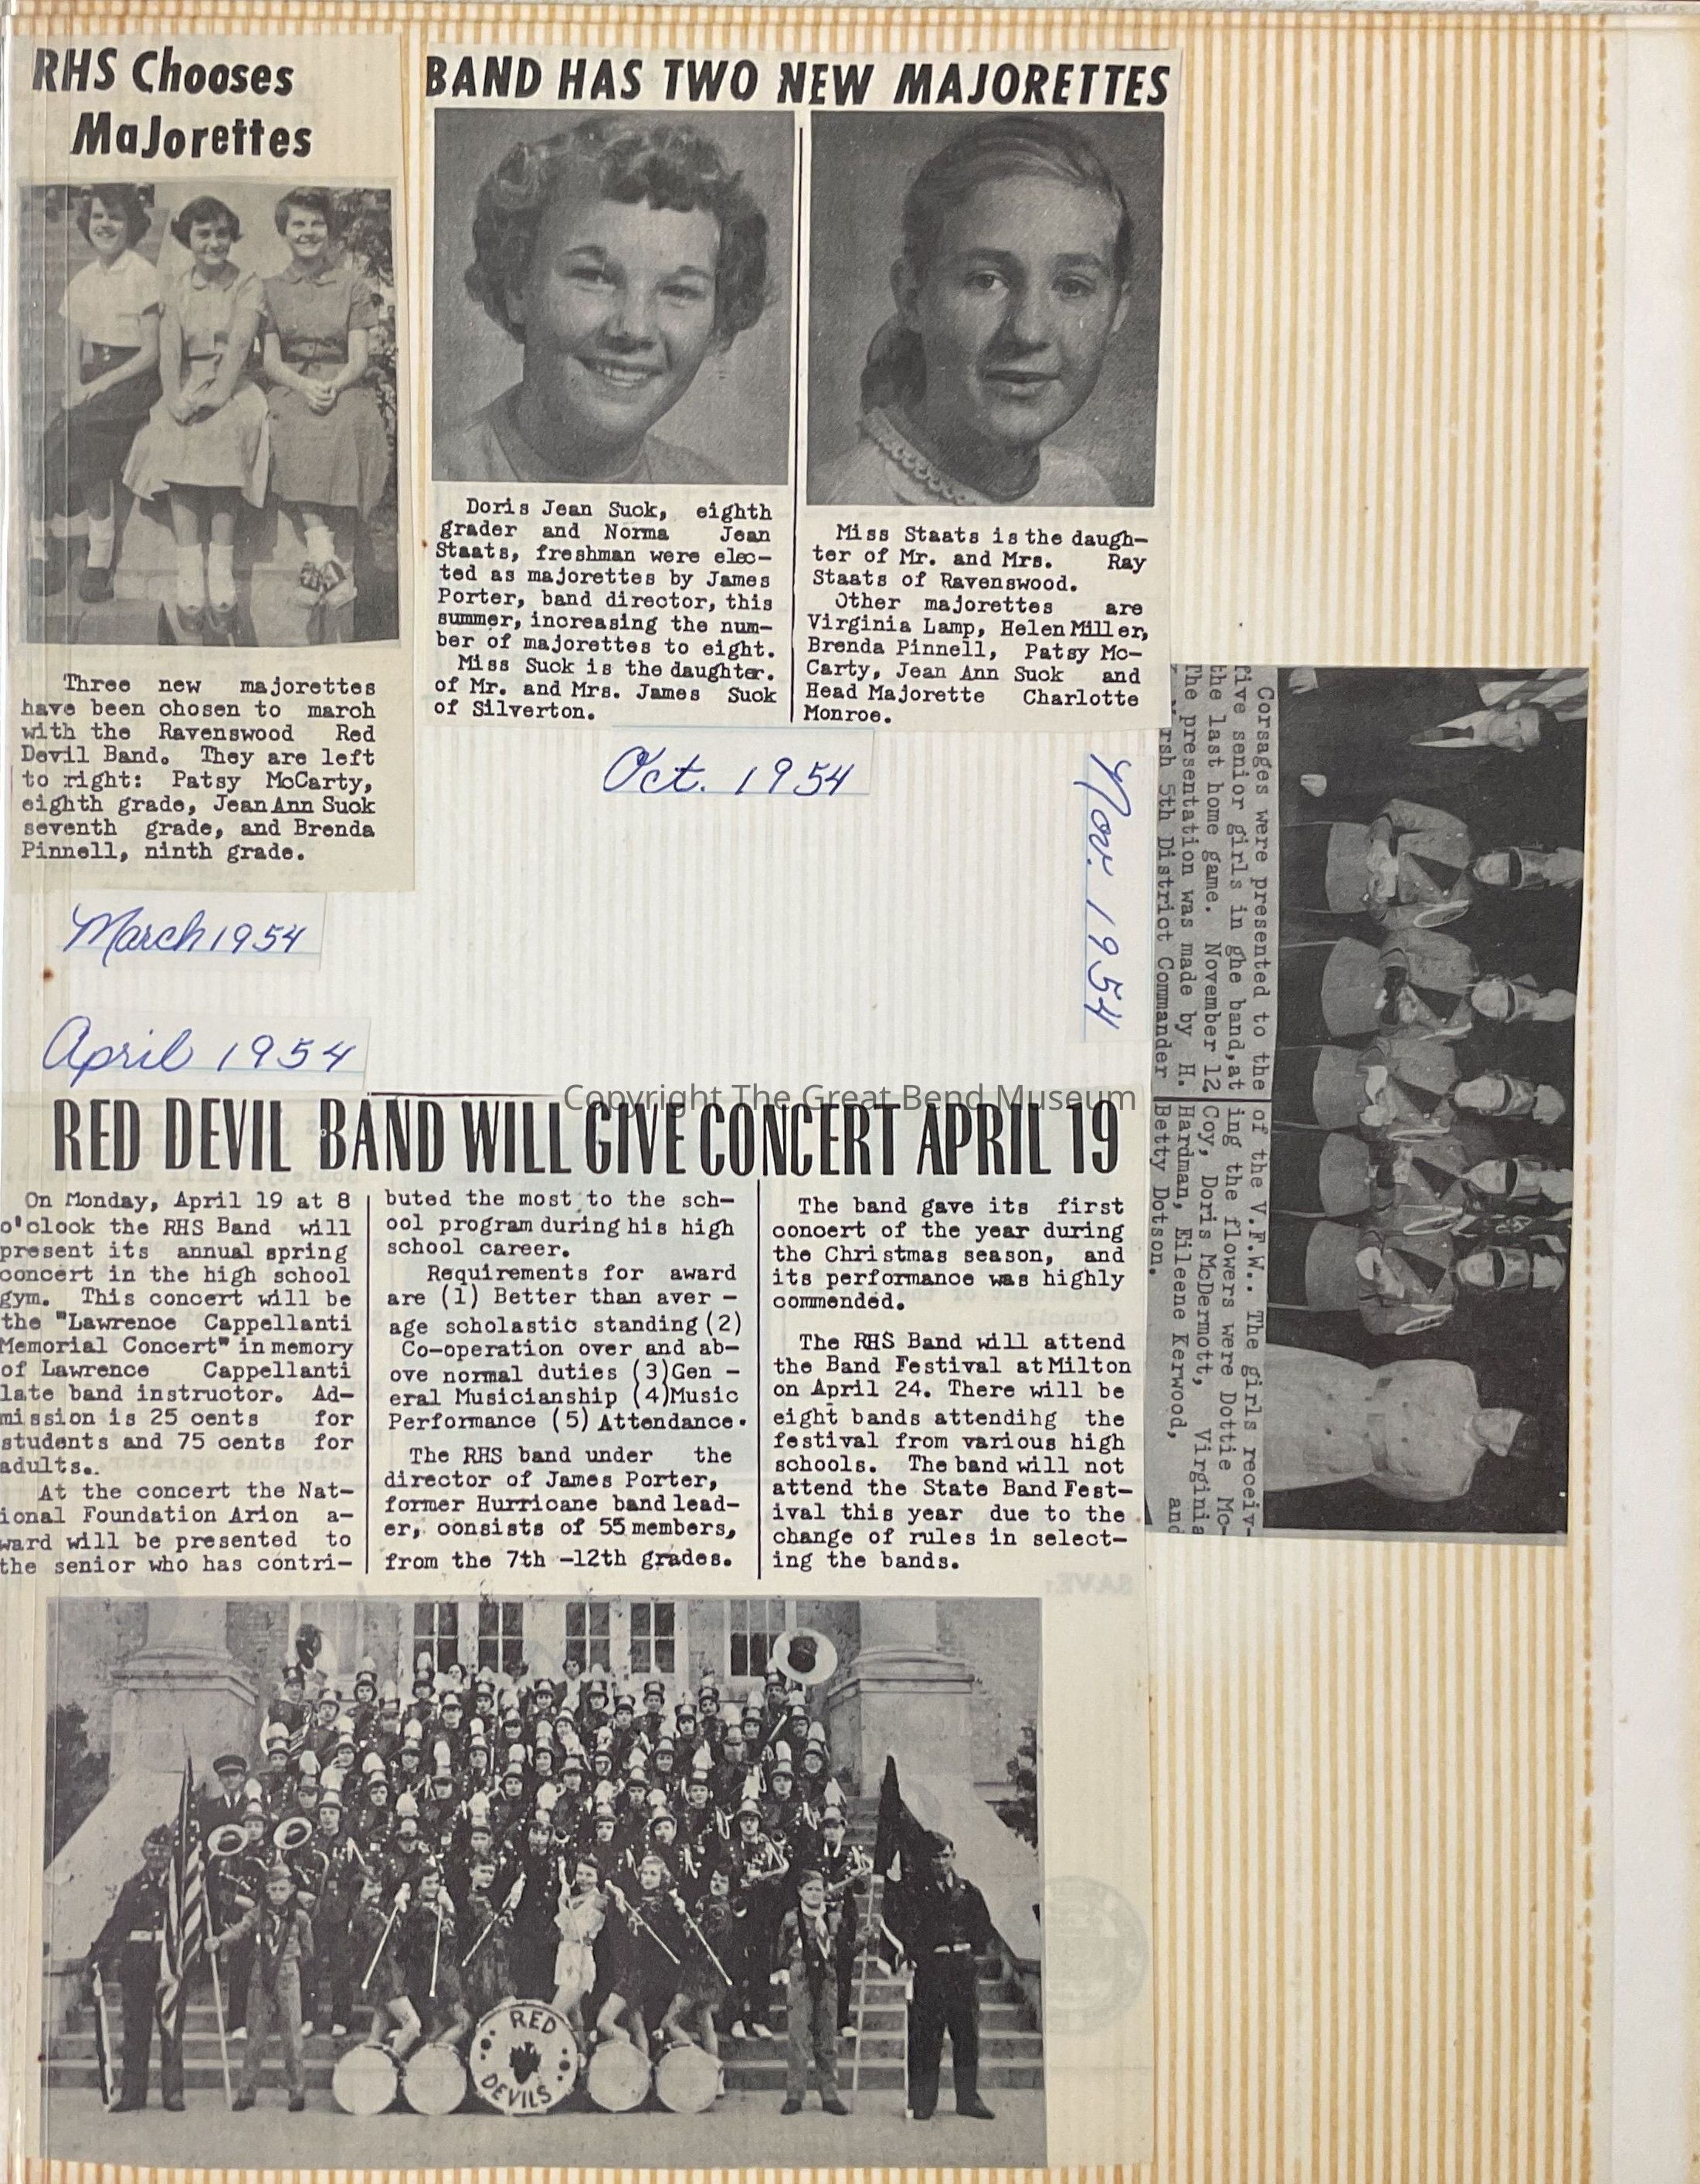 RHS Chooses
MaJorettes
Three new majorettes
have been chosen to march
with the Ravenswood Red
Devil Band. They are left
to right: Patsy McCarty,
eighth grade, Jean Ann Suck
seventh grade, and Brenda
Pinnell, ninth grade.
March 1954
BAND HAS TWO NEW MAJORETTES
Doris Jean Suck, eighth
grader and Norma Jean
Staats, freshman were elec-
ted as majorettes by James
Porter, band director, this
summer, increasing the num-
ber of majorettes to eight.
Miss Suck is the daughter.
of Mr. and Mrs. James Suck
of Silverton.
Miss Staats is the daugh-
ter of Mr. and Mrs. Ray
Staats of Ravenswood.
Other majorettes are
Virginia Lamp, Helen Miller,
Brenda Pinnell, Patsy Mc-
Carty, Jean Ann Suck and
Head Majorette Charlotte
Monroe.
Oct. 1954
Nov. 1954
Corsages were presented to the
five senior girls in ghe band,at
the last home game. November 12
The presentation was made by H.
5th District Commander
of the V.F.W.. The girls receiv-
ing the flowers were Dottie Mc-
Coy, Doris McDermott, Virginia
Hardman, Eileene Kerwood, and
Betty Dotson.
April 1954
Copyright The Great Bend Museum
RED DEVIL BAND WILL GIVE CONCERT APRIL 19
On Monday, April 19 at 8
o'clock the RHS Band will
present its annual spring
concert in the high school
gym. This concert will be
the "Lawrence Cappellanti
Memorial Concert" in memory
of Lawrence Cappellanti
late band instructor. Ad-
mission is 25 cents for
students and 75 cents for
adults..
At the concert the Nat-
ional Foundation Arion a-
ward will be presented to
the senior who has contri-
buted the most to the sch-
ool program during his high
school career.
Requirements for award
are (1) Better than aver -
age scholastic standing (2)
Co-operation over and ab-
ove normal duties (3)Gen -
eral Musicianship (4)Music
Performance (5) Attendance.
The RHS band under the
director of James Porter,
former Hurricane band lead-
er, consists of 55 members,
from the 7th -12th grades.
The band gave its first
concert of the year during
the Christmas season, and
its performance was highly
commended.
The RHS Band will attend
the Band Festival at Milton
on April 24. There will be
eight bands attendihg the
festival from various high
schools. The band will not
attend the State Band Fest-
ival this year due to the
change of rules in select-
ing the bands.
RED
DEVILS